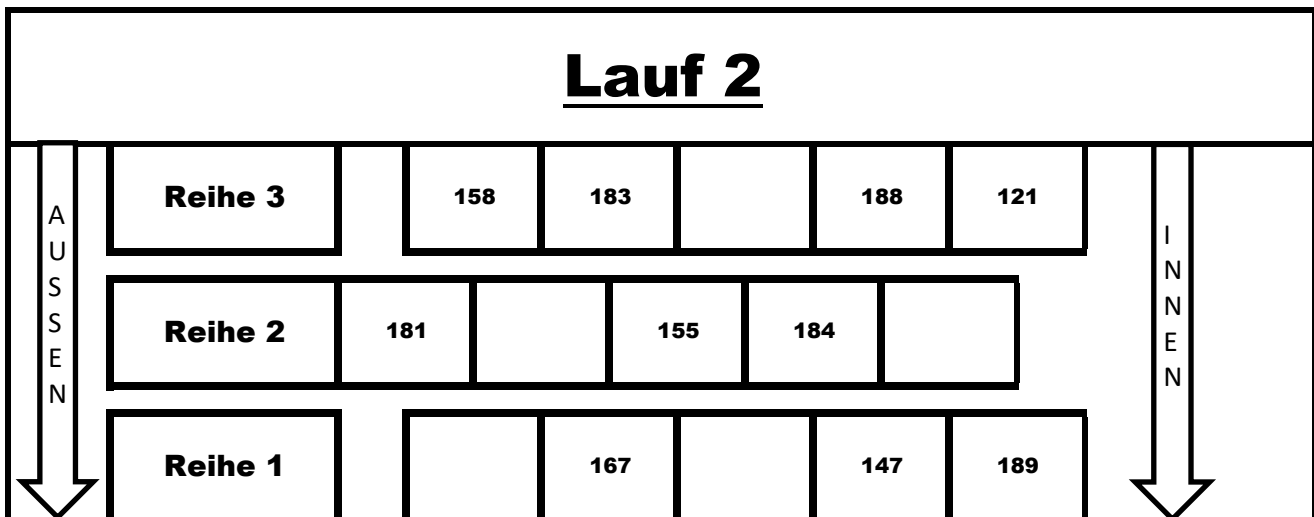 Lauf 2
AUSSEN
Reihe 3 158 183 188 121
INNEN
Reihe 2 181 155 184
Reihe 1 167 147 189